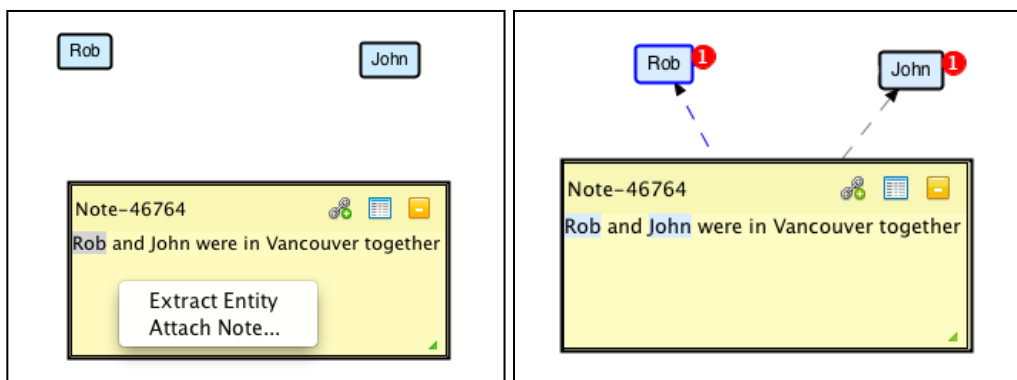 Rob
John
Note-46764
Rob and John were in Vancouver together
Extract Entity
Attach Note...
Rob 1
John 1
Note-46764
Rob and John were in Vancouver together